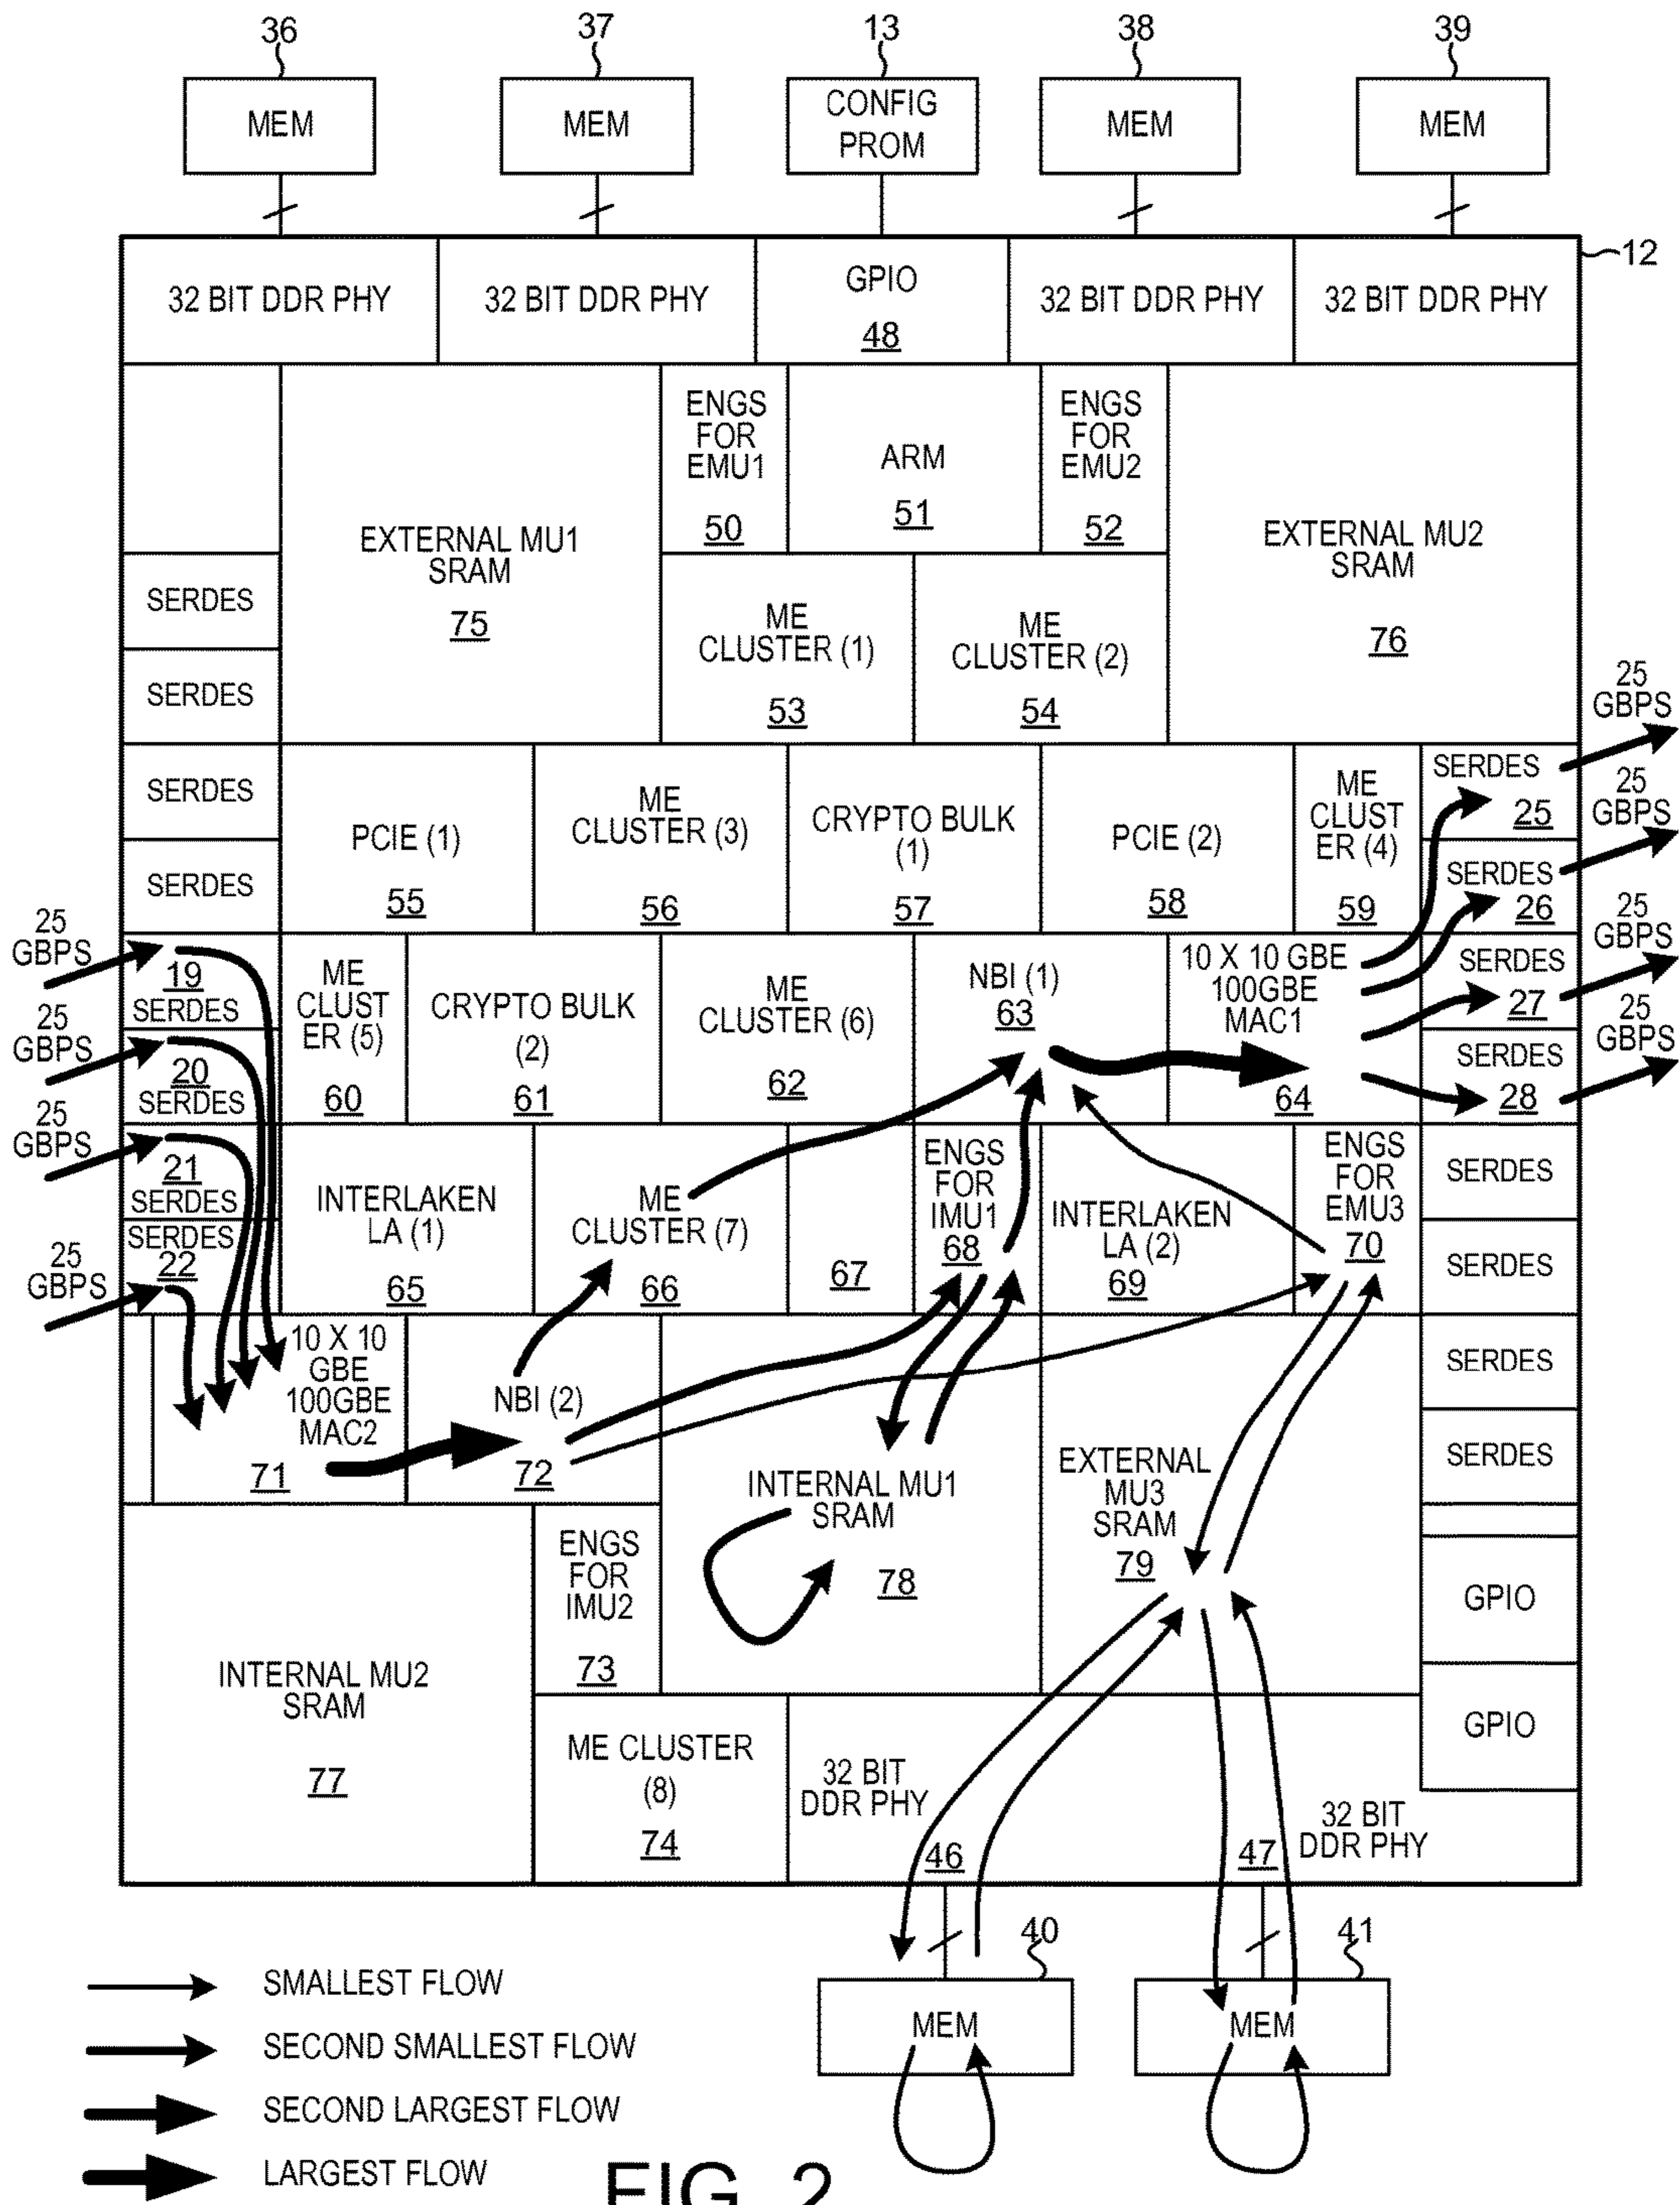 36
37
13
38
39
MEM
MEM
CONFIG
PROM
MEM
MEM
12
32 BIT DDR PHY
32 BIT DDR PHY
GPIO
48
32 BIT DDR PHY
32 BIT DDR PHY
EXTERNAL MU1
SRAM
75
ENGS
FOR
EMU1
50
ARM
51
ENGS
FOR
EMU2
52
EXTERNAL MU2
SRAM
76
SERDES
SERDES
ME
CLUSTER (1)
53
ME
CLUSTER (2)
54
SERDES
SERDES
PCIE (1)
55
ME
CLUSTER (3)
56
CRYPTO BULK
(1)
57
PCIE (2)
58
ME
CLUST
ER (4)
59
SERDES
25
SERDES
26
25
GBPS
25
GBPS
25
GBPS
25
GBPS
25
GBPS
25
GBPS
25
GBPS
25
GBPS
19
SERDES
20
SERDES
ME
CLUST
ER (5)
60
CRYPTO BULK
(2)
61
ME
CLUSTER (6)
62
NBI (1)
63
10 X 10 GBE
100GBE
MAC1
64
SERDES
27
SERDES
28
21
SERDES
SERDES
22
INTERLAKEN
LA (1)
65
ME
CLUSTER (7)
66
67
ENGS
FOR
IMU1
68
INTERLAKEN
LA (2)
69
ENGS
FOR
EMU3
70
SERDES
SERDES
10 X 10
GBE
100GBE
MAC2
71
NBI (2)
72
INTERNAL MU1
SRAM
78
EXTERNAL
MU3
SRAM
79
SERDES
SERDES
INTERNAL MU2
SRAM
77
ENGS
FOR
IMU2
73
GPIO
GPIO
ME CLUSTER
(8)
74
32 BIT
DDR PHY
46
32 BIT
DDR PHY
47
40
41
MEM
MEM
SMALLEST FLOW
SECOND SMALLEST FLOW
SECOND LARGEST FLOW
LARGEST FLOW
FIG. 2